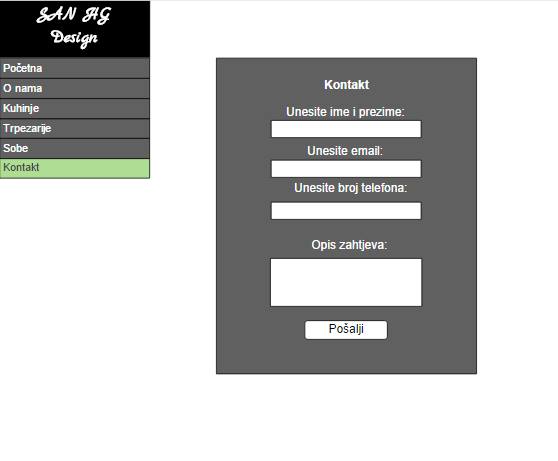 SAN HG
Design
Početna
O nama
Kuhinje
Trpezarije
Sobe
Kontakt
Kontakt
Unesite ime i prezime:
Unesite email:
Unesite broj telefona:
Opis zahtjeva:
Pošalji